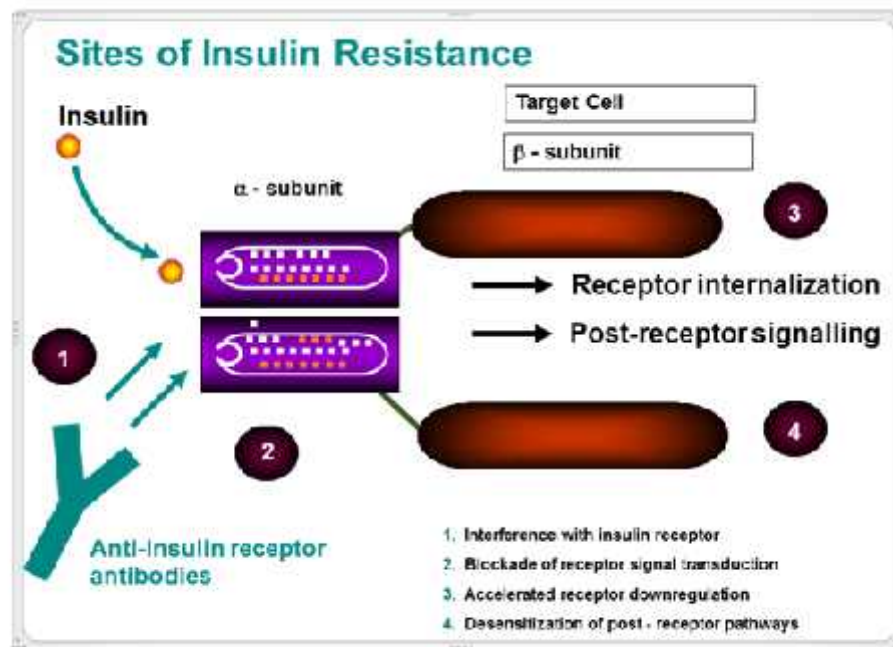 Sites of Insulin Resistance
Insulin
Target Cell
β - subunit
α - subunit
3
Receptor internalization
Post-receptor signalling
1
2
4
Anti-insulin receptor
antibodies
1. Interference with insulin receptor
2. Blockade of receptor signal transduction
3. Accelerated receptor downregulation
4. Desensitization of post - receptor pathways